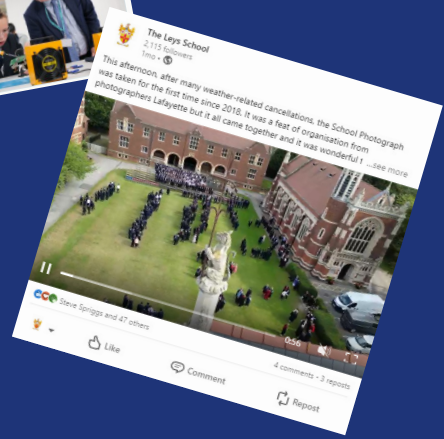 The Leys School
2,115 followers
1mo •
This afternoon, after many weather-related cancellations, the School Photograph
was taken for the first time since 2018. It was a feat of organisation from
photographers Lafayette but it all came together and it was wonderful t ...see more
0:56
Steve Spriggs and 47 others
4 comments • 3 reposts
Like
Comment
Repost